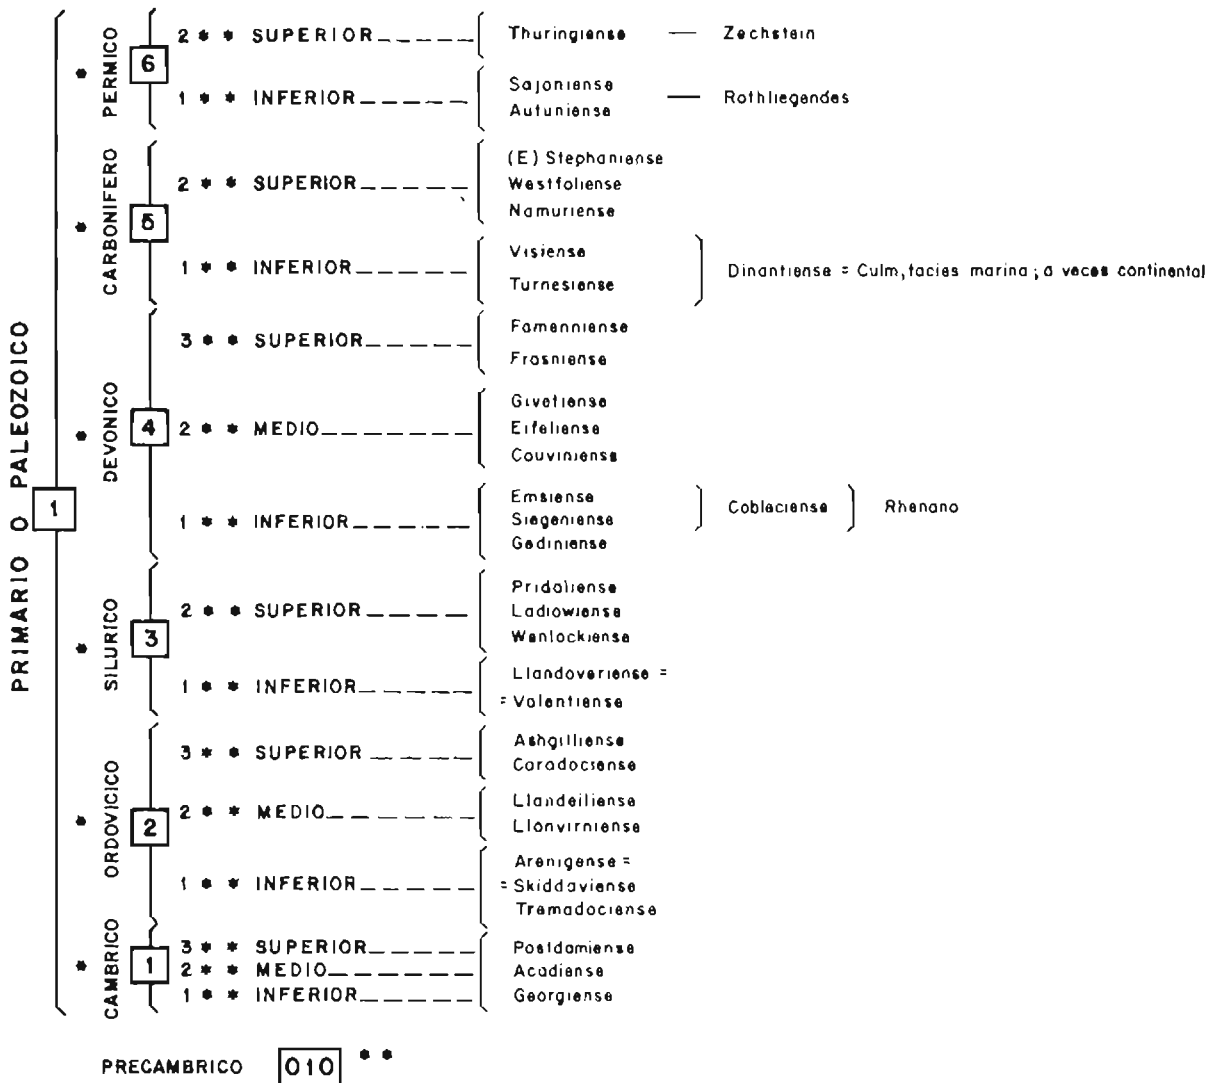 PRIMARIO O PALEOZOICO
1
* PERMICO 6
2 * * SUPERIOR Thuringiense — Zechstein
1 * * INFERIOR Sajoniense
Autuniense — Rothliegendes
* CARBONIFERO 5
2 * * SUPERIOR (E) Stephaniense
Westfoliense
Namuriense
1 * * INFERIOR Visiense
Turnesiense
Dinantiense = Culm, facies marina; a veces continental
* DEVONICO 4
3 * * SUPERIOR Famenniense
Frasniense
2 * * MEDIO Givetiense
Eifeliense
Couviniense
1 * * INFERIOR Emsiense
Siegeniense
Gediniense
Coblaciense Rhenano
* SILURICO 3
2 * * SUPERIOR Pridoliense
Ladlowiense
Wenlockiense
1 * * INFERIOR Llandoveriense =
= Valentiense
* ORDOVICICO 2
3 * * SUPERIOR Ashgilliense
Caradociense
2 * * MEDIO Llandeiliense
Llanvirniense
1 * * INFERIOR Arenigense =
= Skiddaviense
Tremadociense
* CAMBRICO 1
3 * * SUPERIOR Postdamiense
2 * * MEDIO Acadiense
1 * * INFERIOR Georgiense
PRECAMBRICO 010 * *